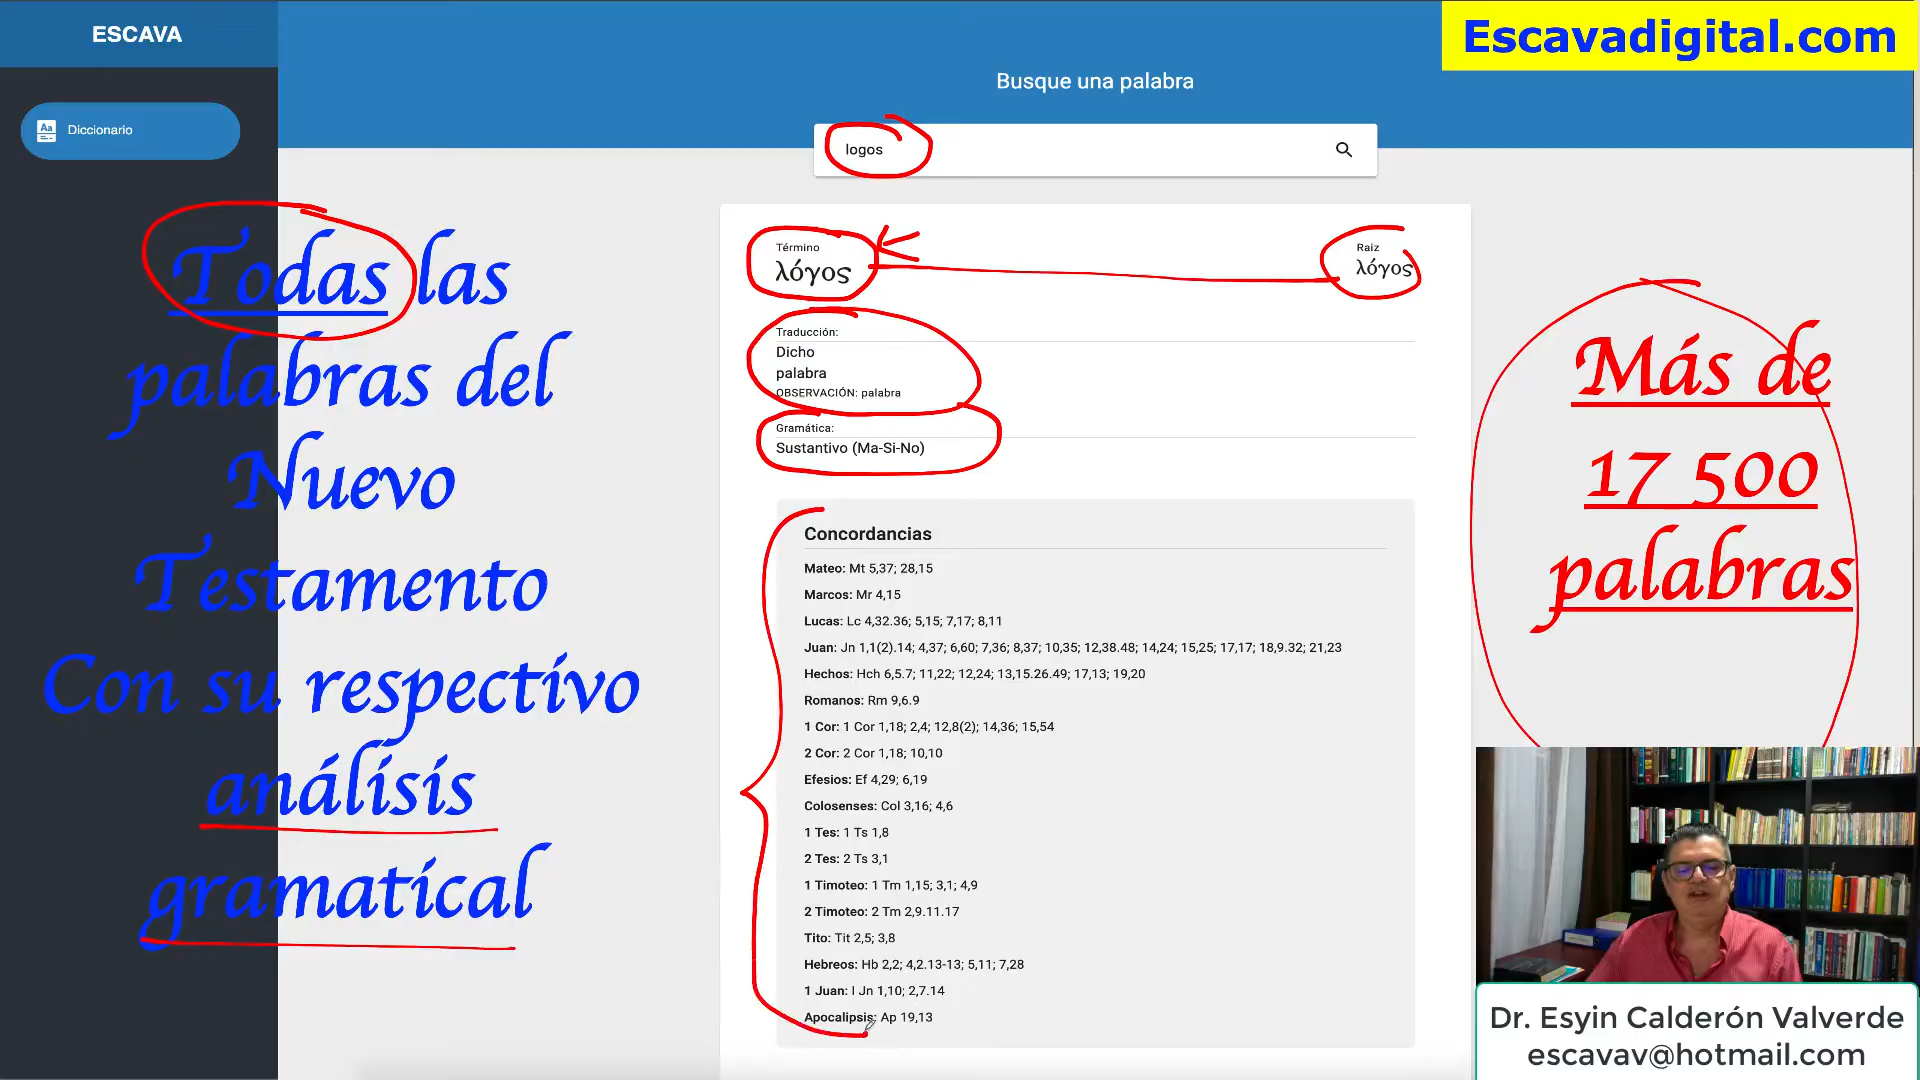 ESCAVA
Escavadigital.com
Busque una palabra
Diccionario
logos
Término
λόγος
Raiz
λόγος
Traducción:
Dicho
palabra
OBSERVACIÓN: palabra
Gramática:
Sustantivo (Ma-Si-No)
Concordancias
Mateo: Mt 5,37; 28,15
Marcos: Mr 4,15
Lucas: Lc 4,32.36; 5,15; 7,17; 8,11
Juan: Jn 1,1(2).14; 4,37; 6,60; 7,36; 8,37; 10,35; 12,38.48; 14,24; 15,25; 17,17; 18,9.32; 21,23
Hechos: Hch 6,5.7; 11,22; 12,24; 13,15.26.49; 17,13; 19,20
Romanos: Rm 9,6.9
1 Cor: 1 Cor 1,18; 2,4; 12,8(2); 14,36; 15,54
2 Cor: 2 Cor 1,18; 10,10
Efesios: Ef 4,29; 6,19
Colosenses: Col 3,16; 4,6
1 Tes: 1 Ts 1,8
2 Tes: 2 Ts 3,1
1 Timoteo: 1 Tm 1,15; 3,1; 4,9
2 Timoteo: 2 Tm 2,9.11.17
Tito: Tit 2,5; 3,8
Hebreos: Hb 2,2; 4,2.13-13; 5,11; 7,28
1 Juan: I Jn 1,10; 2,7.14
Apocalipsis: Ap 19,13
Todas las
palabras del
Nuevo
Testamento
Con su respectivo
análisis
gramatical
Más de
17 500
palabras
Dr. Esyin Calderón Valverde
escavav@hotmail.com